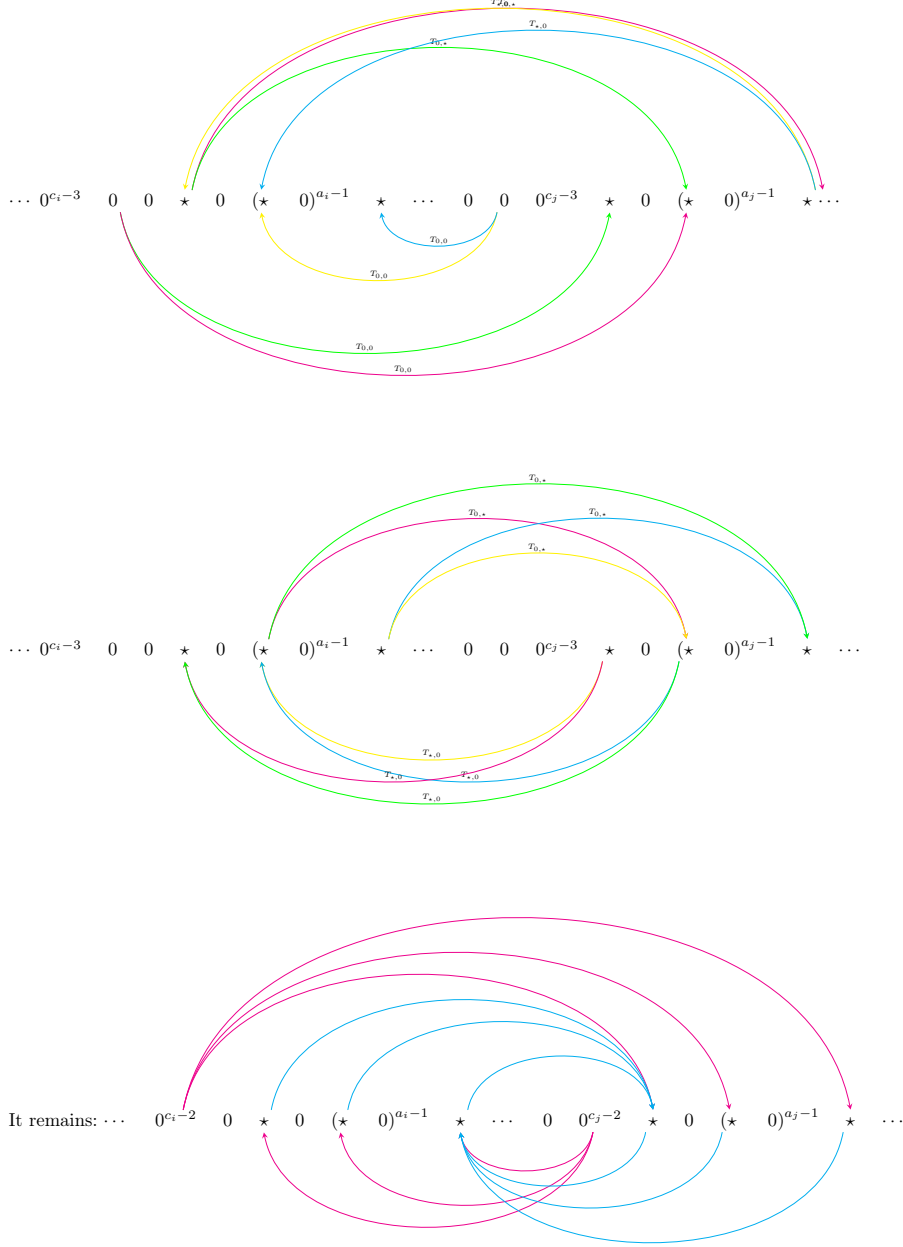 T_{⋆,0}
T_{0,⋆}
⋯ 0^{c_i−3} 0 0 ⋆ 0 (⋆ 0)^{a_i−1} ⋆ ⋯ 0 0 0^{c_j−3} ⋆ 0 (⋆ 0)^{a_j−1} ⋆ ⋯
T_{0,0}
T_{0,0}
T_{0,0}
T_{0,0}
T_{0,⋆}
T_{0,⋆} T_{0,⋆}
⋯ 0^{c_i−3} 0 0 ⋆ 0 (⋆ 0)^{a_i−1} ⋆ ⋯ 0 0 0^{c_j−3} ⋆ 0 (⋆ 0)^{a_j−1} ⋆ ⋯
T_{⋆,0} T_{⋆,0}
T_{⋆,0}
It remains: ⋯ 0^{c_i−2} 0 ⋆ 0 (⋆ 0)^{a_i−1} ⋆ ⋯ 0 0^{c_j−2} ⋆ 0 (⋆ 0)^{a_j−1} ⋆ ⋯